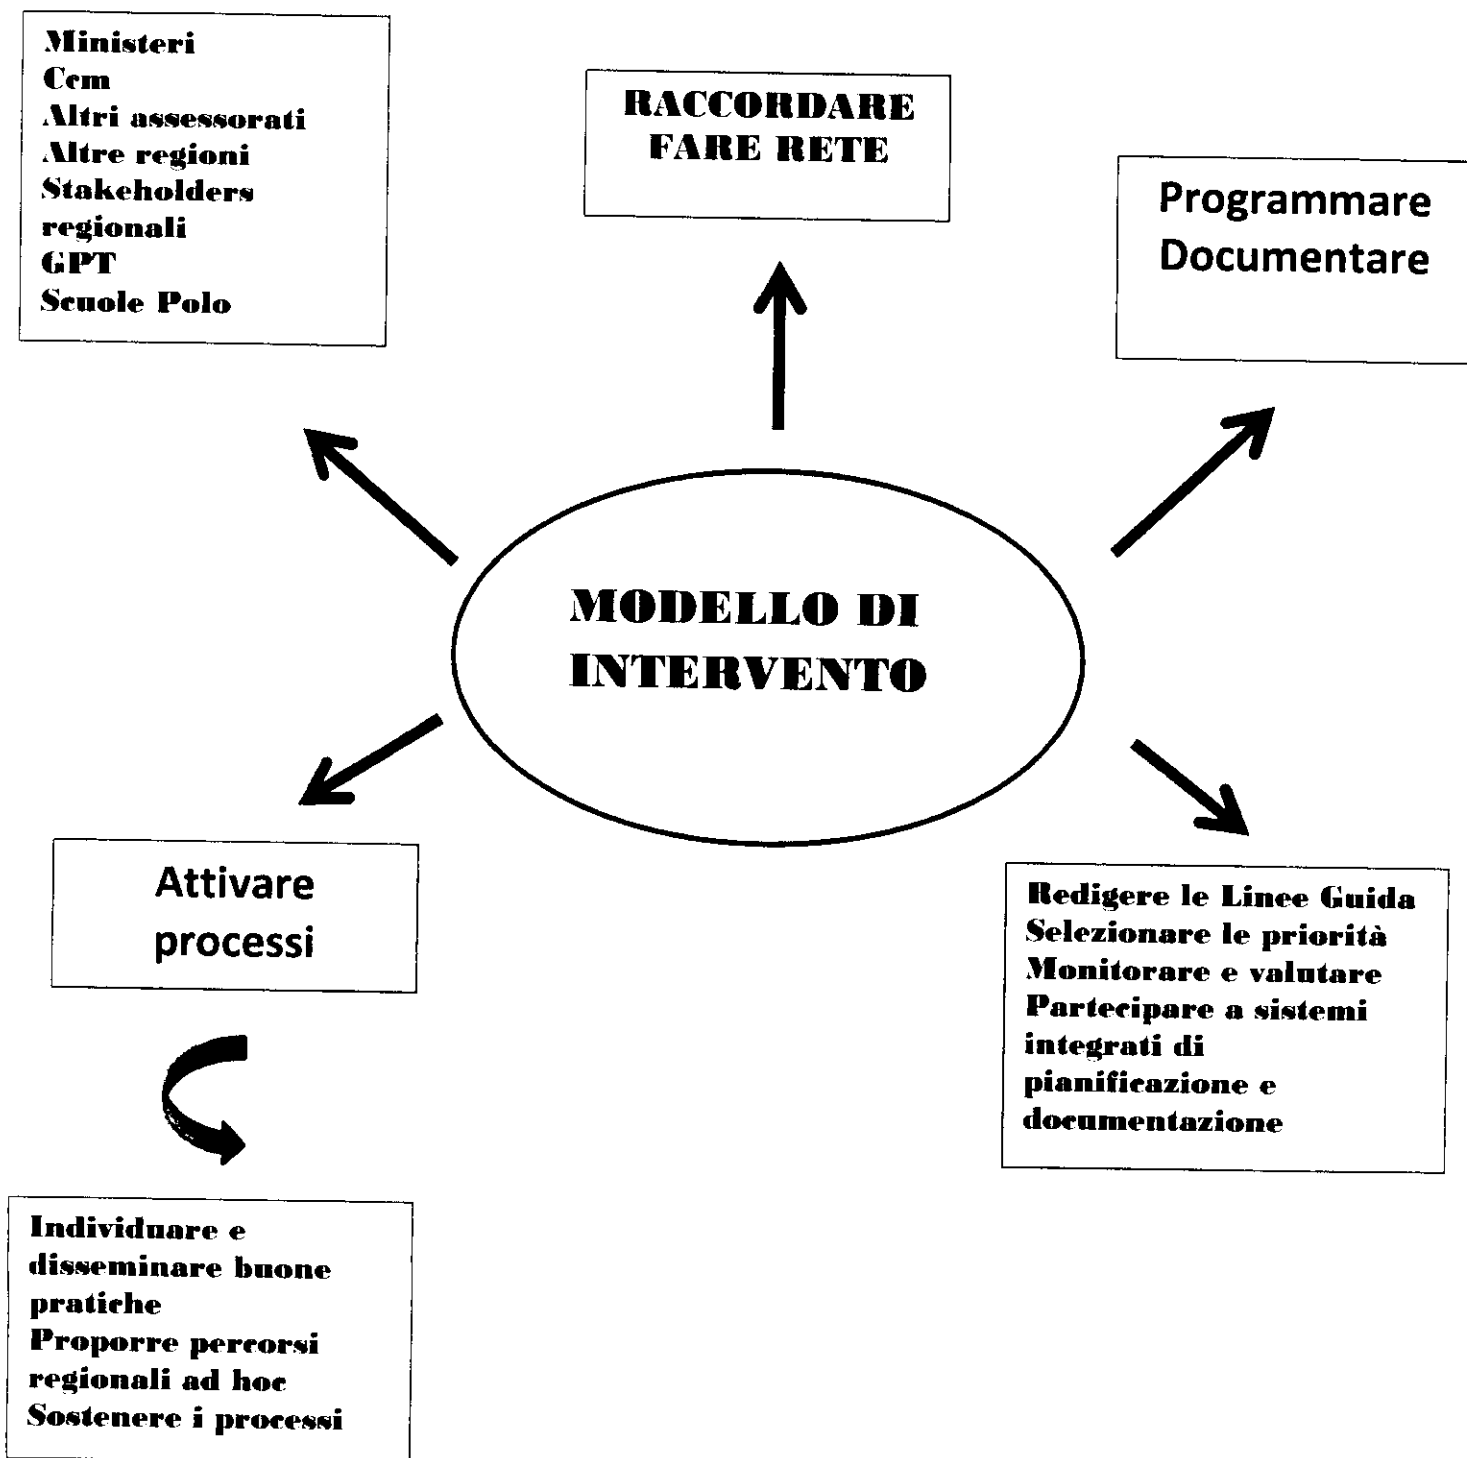 Ministeri
Ccm
Altri assessorati
Altre regioni
Stakeholders
regionali
GPT
Scuole Polo
RACCORDARE
FARE RETE
Programmare
Documentare
MODELLO DI
INTERVENTO
Attivare
processi
Redigere le Linee Guida
Selezionare le priorità
Monitorare e valutare
Partecipare a sistemi
integrati di
pianificazione e
documentazione
Individuare e
disseminare buone
pratiche
Proporre percorsi
regionali ad hoc
Sostenere i processi